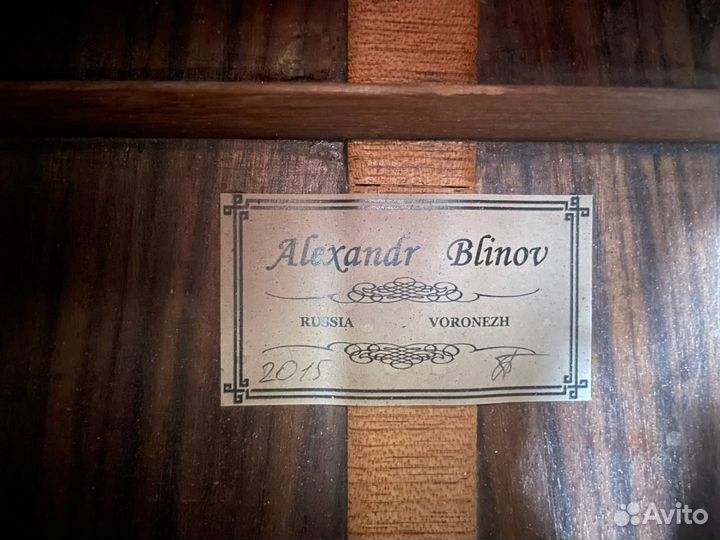 Alexandr Blinov
RUSSIA VORONEZH
2015
Avito